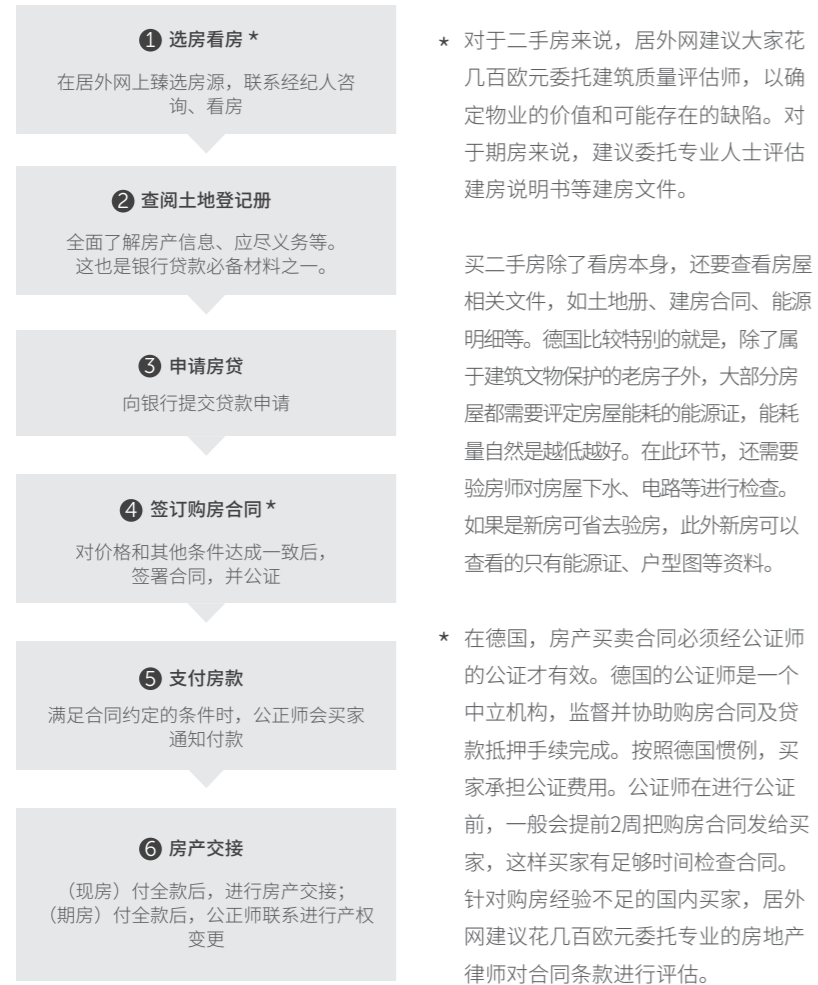 ❶ 选房看房 *
在居外网上臻选房源，联系经纪人咨
询、看房
❷ 查阅土地登记册
全面了解房产信息、应尽义务等。
这也是银行贷款必备材料之一。
❸ 申请房贷
向银行提交贷款申请
❹ 签订购房合同 *
对价格和其他条件达成一致后，
签署合同，并公证
❺ 支付房款
满足合同约定的条件时，公正师会买家
通知付款
❻ 房产交接
（现房）付全款后，进行房产交接；
（期房）付全款后，公正师联系进行产权
变更
* 对于二手房来说，居外网建议大家花
几百欧元委托建筑质量评估师，以确
定物业的价值和可能存在的缺陷。对
于期房来说，建议委托专业人士评估
建房说明书等建房文件。
买二手房除了看房本身，还要查看房屋
相关文件，如土地册、建房合同、能源
明细等。德国比较特别的就是，除了属
于建筑文物保护的老房子外，大部分房
屋都需要评定房屋能耗的能源证，能耗
量自然是越低越好。在此环节，还需要
验房师对房屋下水、电路等进行检查。
如果是新房可省去验房，此外新房可以
查看的只有能源证、户型图等资料。
* 在德国，房产买卖合同必须经公证师
的公证才有效。德国的公证师是一个
中立机构，监督并协助购房合同及贷
款抵押手续完成。按照德国惯例，买
家承担公证费用。公证师在进行公证
前，一般会提前2周把购房合同发给买
家，这样买家有足够时间检查合同。
针对购房经验不足的国内买家，居外
网建议花几百欧元委托专业的房地产
律师对合同条款进行评估。